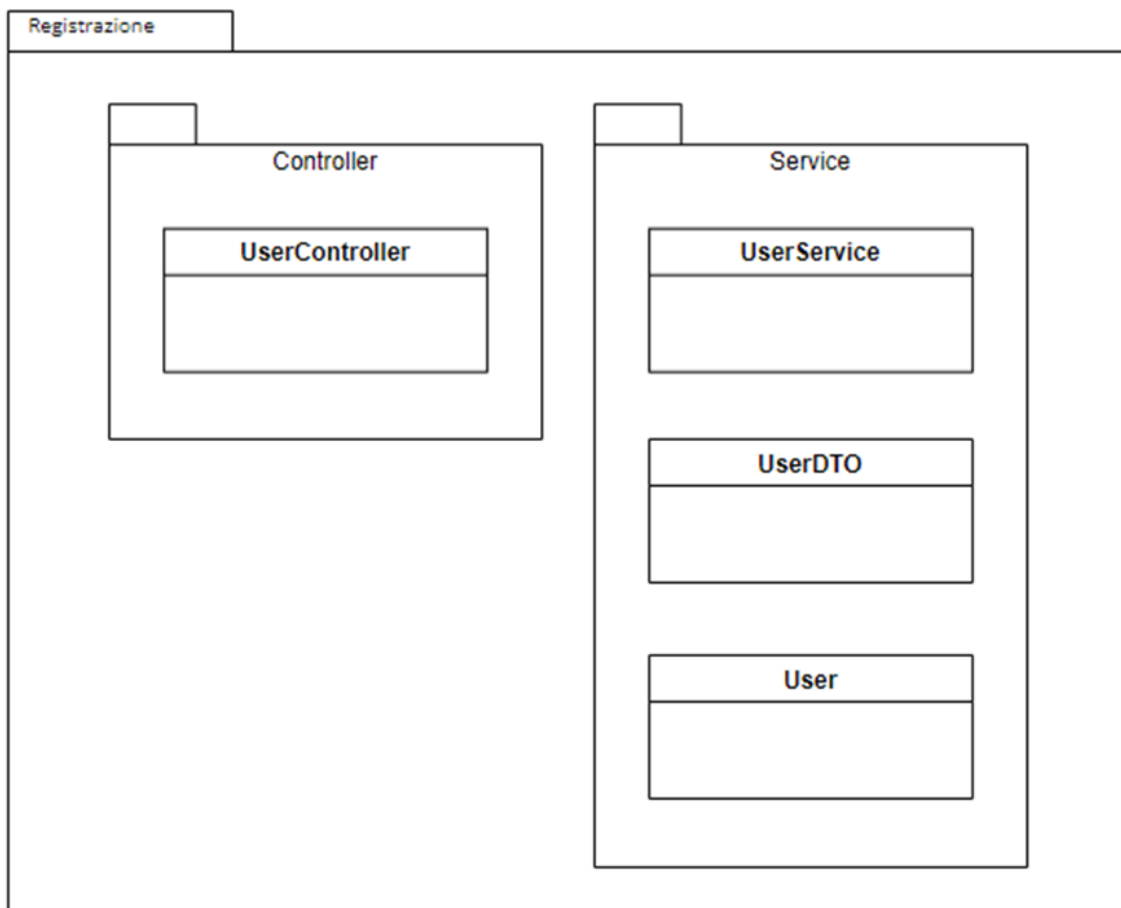 Registrazione
Controller
UserController
Service
UserService
UserDTO
User